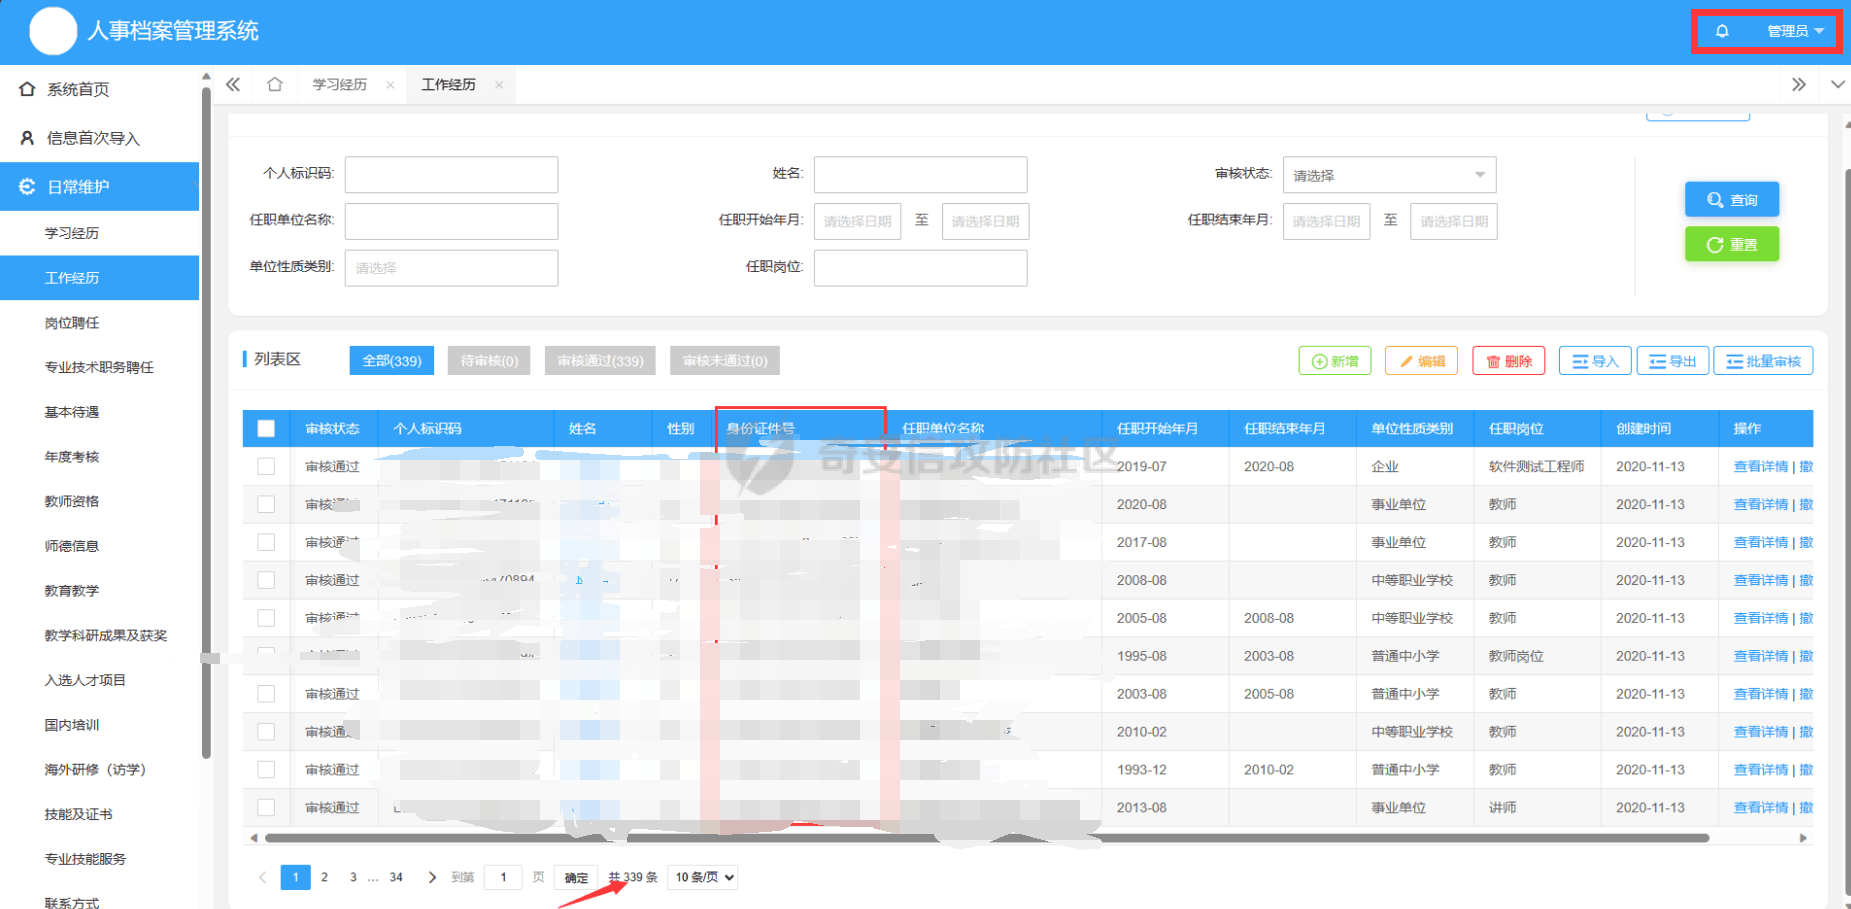 人事档案管理系统
管理员
系统首页
信息首次导入
日常维护
学习经历
工作经历
岗位聘任
专业技术职务聘任
基本待遇
年度考核
教师资格
师德信息
教育教学
教学科研成果及获奖
入选人才项目
国内培训
海外研修（访学）
技能及证书
专业技能服务
联系方式
学习经历 × 工作经历 ×
个人标识码: 姓名: 审核状态: 请选择
任职单位名称: 任职开始年月: 请选择日期 至 请选择日期 任职结束年月: 请选择日期 至 请选择日期
单位性质类别: 请选择 任职岗位:
查询
重置
列表区 全部(339) 待审核(0) 审核通过(339) 审核未通过(0) 新增 编辑 删除 导入 导出 批量审核
审核状态 个人标识码 姓名 性别 身份证件号 任职单位名称 任职开始年月 任职结束年月 单位性质类别 任职岗位 创建时间 操作
奇安信攻防社区
审核通过 2019-07 2020-08 企业 软件测试工程师 2020-11-13 查看详情 | 撤
审核 2020-08 事业单位 教师 2020-11-13 查看详情 | 撤
审核通过 2017-08 事业单位 教师 2020-11-13 查看详情 | 撤
审核通过 70894 2008-08 中等职业学校 教师 2020-11-13 查看详情 | 撤
审核通过 2005-08 2008-08 中等职业学校 教师 2020-11-13 查看详情 | 撤
1995-08 2003-08 普通中小学 教师岗位 2020-11-13 查看详情 | 撤
审核通过 2003-08 2005-08 普通中小学 教师 2020-11-13 查看详情 | 撤
审核通过 2010-02 中等职业学校 教师 2020-11-13 查看详情 | 撤
审核通过 1993-12 2010-02 普通中小学 教师 2020-11-13 查看详情 | 撤
审核通过 2013-08 事业单位 讲师 2020-11-13 查看详情 | 撤
1 2 3 … 34 到第 1 页 确定 共 339 条 10 条/页